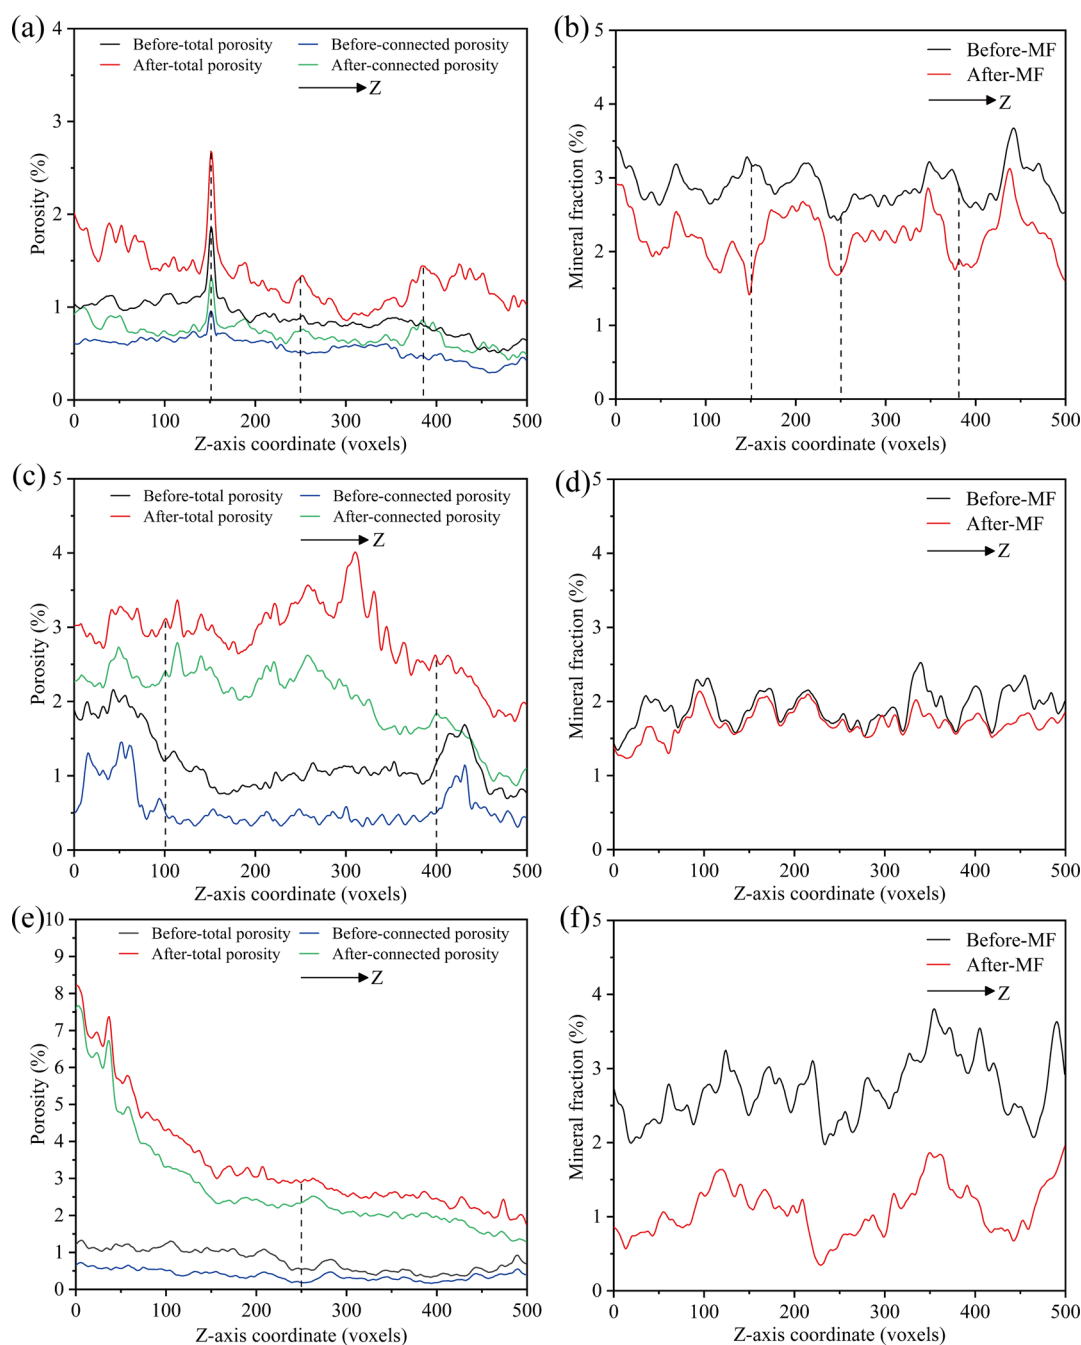 (a)
4
3
2
1
0
Porosity (%)
Before-total porosity
After-total porosity
Before-connected porosity
After-connected porosity
Z
0 100 200 300 400 500
Z-axis coordinate (voxels)
(b)
5
4
3
2
1
0
Mineral fraction (%)
Before-MF
After-MF
Z
0 100 200 300 400 500
Z-axis coordinate (voxels)
(c)
5
4
3
2
1
0
Porosity (%)
Before-total porosity
After-total porosity
Before-connected porosity
After-connected porosity
Z
0 100 200 300 400 500
Z-axis coordinate (voxels)
(d)
5
4
3
2
1
0
Mineral fraction (%)
Before-MF
After-MF
Z
0 100 200 300 400 500
Z-axis coordinate (voxels)
(e)
10
9
8
7
6
5
4
3
2
1
0
Porosity (%)
Before-total porosity
After-total porosity
Before-connected porosity
After-connected porosity
Z
0 100 200 300 400 500
Z-axis coordinate (voxels)
(f)
5
4
3
2
1
0
Mineral fraction (%)
Before-MF
After-MF
Z
0 100 200 300 400 500
Z-axis coordinate (voxels)